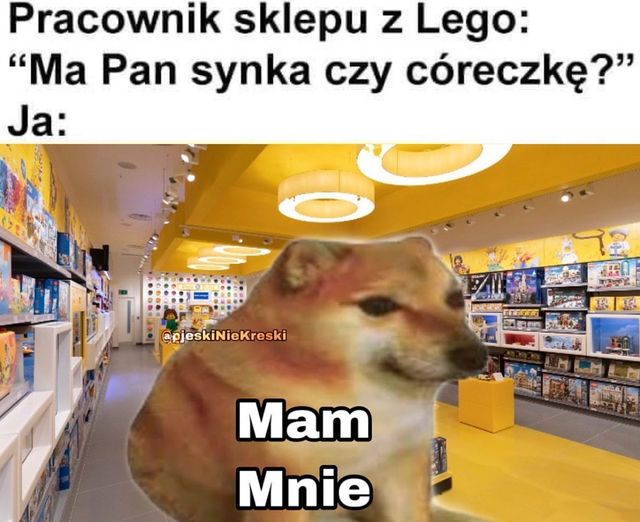 Pracownik sklepu z Lego:
“Ma Pan synka czy córeczkę?”
Ja:
@pjeskiNieKreski
Mam
Mnie